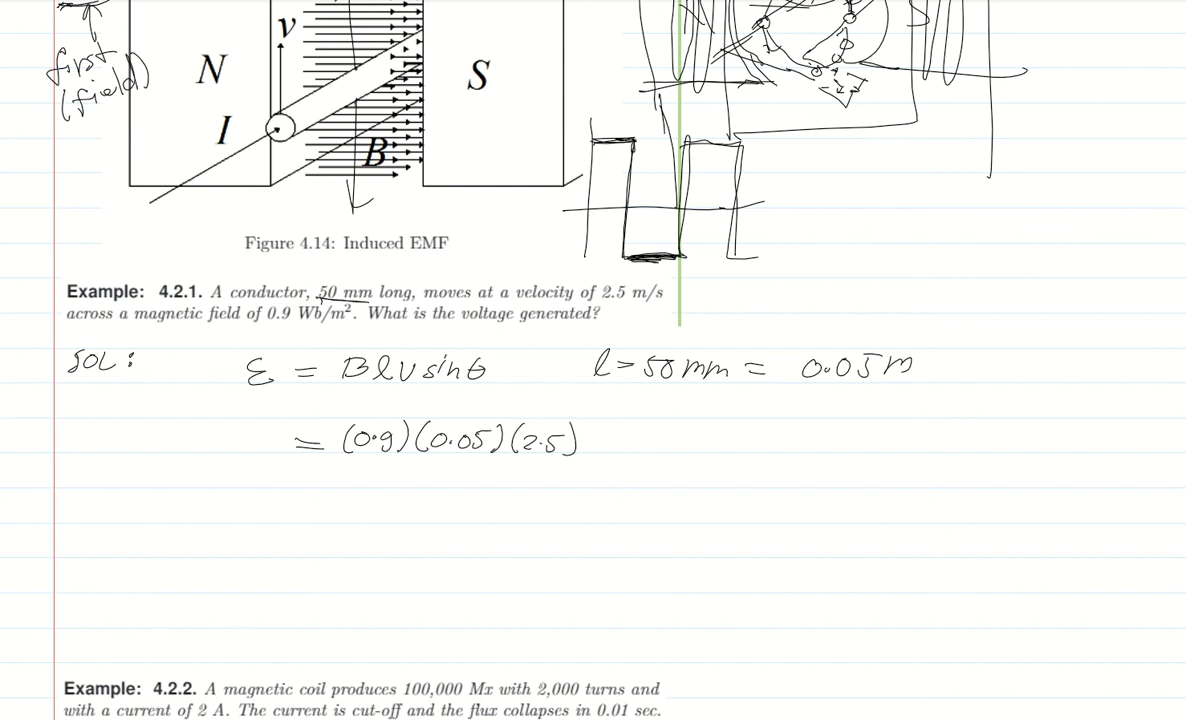 first
(field)
N
v
I
B
S
Figure 4.14: Induced EMF
Example: 4.2.1. A conductor, 50 mm long, moves at a velocity of 2.5 m/s
across a magnetic field of 0.9 Wb/m². What is the voltage generated?
SOL: ε = Blv sinθ l = 50mm = 0.05m
= (0.9)(0.05)(2.5)
Example: 4.2.2. A magnetic coil produces 100,000 Mx with 2,000 turns and
with a current of 2 A. The current is cut-off and the flux collapses in 0.01 sec.